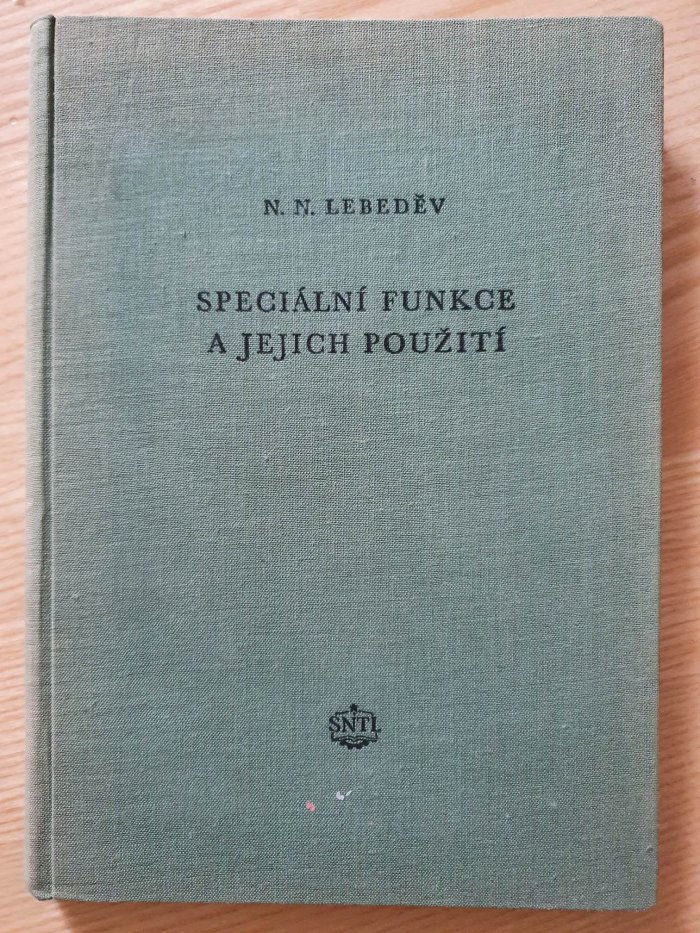 N. N. LEBEDĚV
SPECIÁLNÍ FUNKCE
A JEJICH POUŽITÍ
SNTL